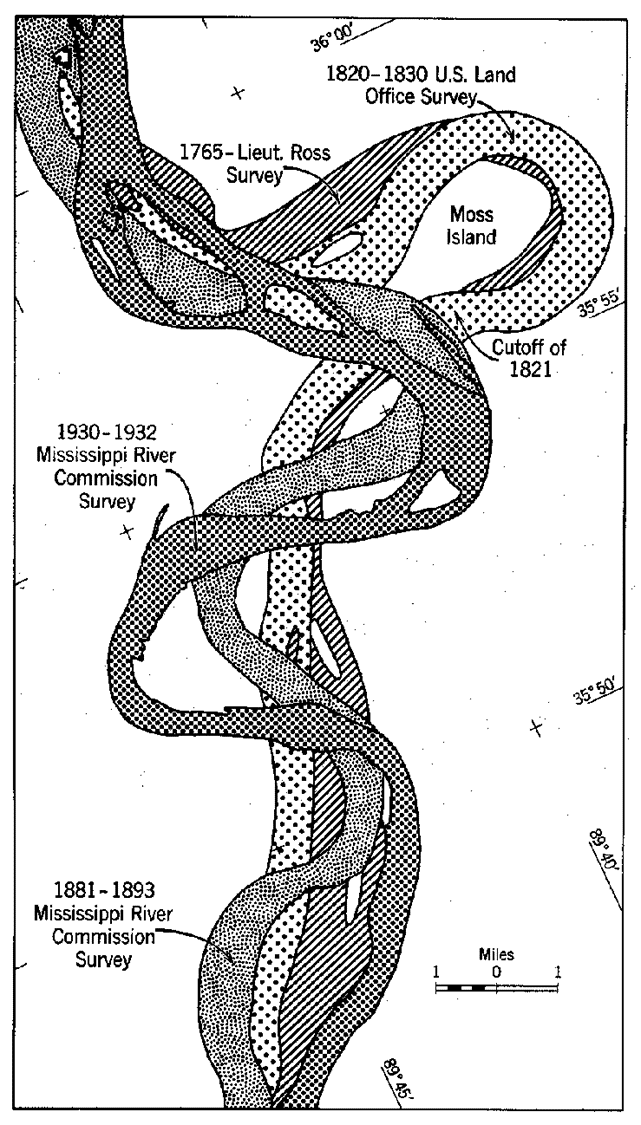 36°00′
1820-1830 U.S. Land
Office Survey
1765-Lieut. Ross
Survey
Moss
Island
35°55′
Cutoff of
1821
1930-1932
Mississippi River
Commission
Survey
35°50′
89°40′
1881-1893
Mississippi River
Commission
Survey
Miles
1 0 1
89°45′